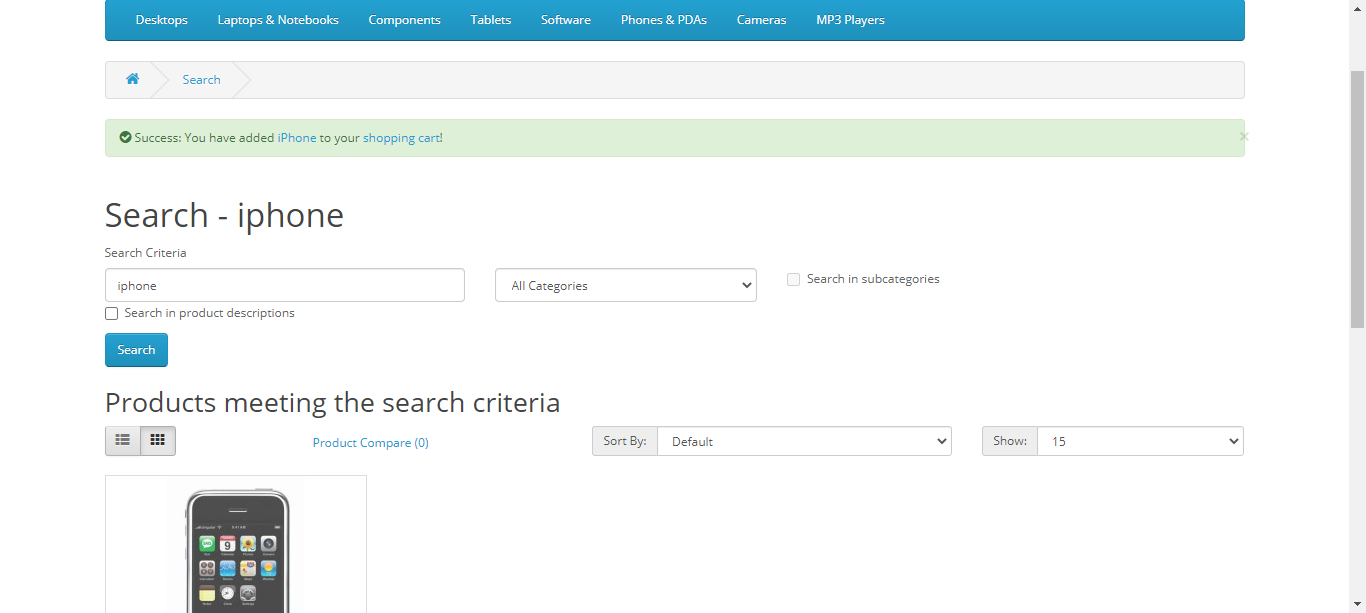 Desktops Laptops & Notebooks Components Tablets Software Phones & PDAs Cameras MP3 Players
Search
Success: You have added iPhone to your shopping cart!
×
Search - iphone
Search Criteria
iphone All Categories Search in subcategories
Search in product descriptions
Search
Products meeting the search criteria
Product Compare (0) Sort By: Default Show: 15
9